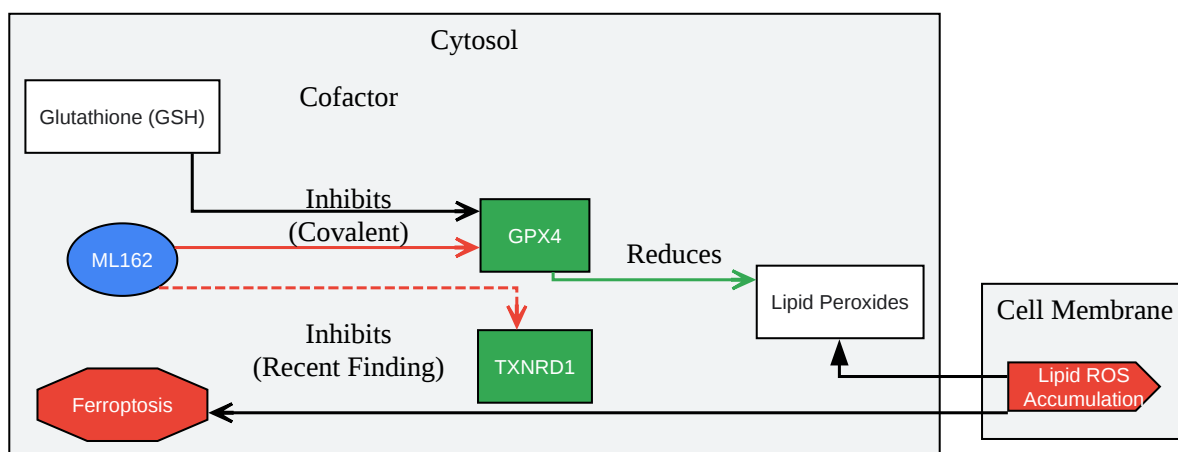 Cytosol
Cofactor
Glutathione (GSH)
Inhibits
(Covalent)
GPX4
ML162
Reduces
Lipid Peroxides
Cell Membrane
Inhibits
(Recent Finding)
TXNRD1
Lipid ROS
Accumulation
Ferroptosis